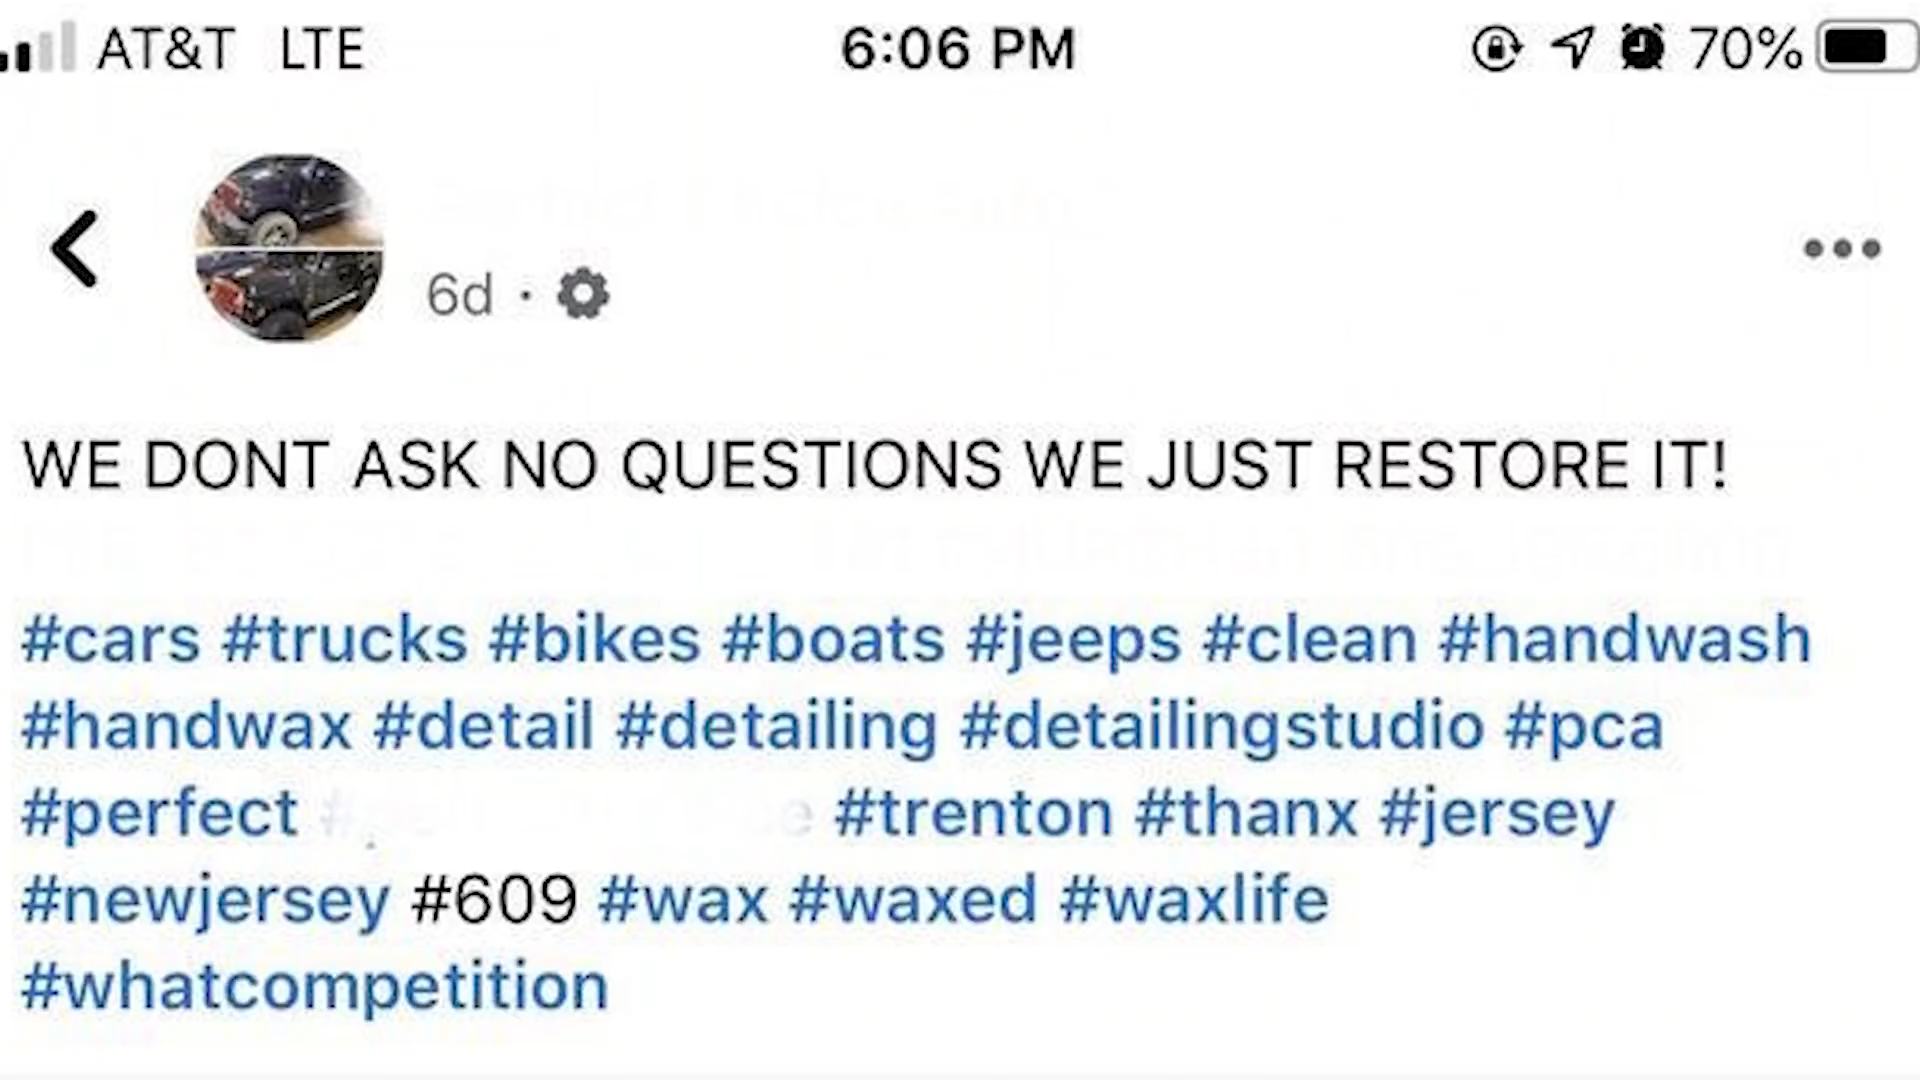 AT&T LTE 6:06 PM 70%
6d ·
WE DONT ASK NO QUESTIONS WE JUST RESTORE IT!
#cars #trucks #bikes #boats #jeeps #clean #handwash
#handwax #detail #detailing #detailingstudio #pca
#perfect #trenton #thanx #jersey
#newjersey #609 #wax #waxed #waxlife
#whatcompetition